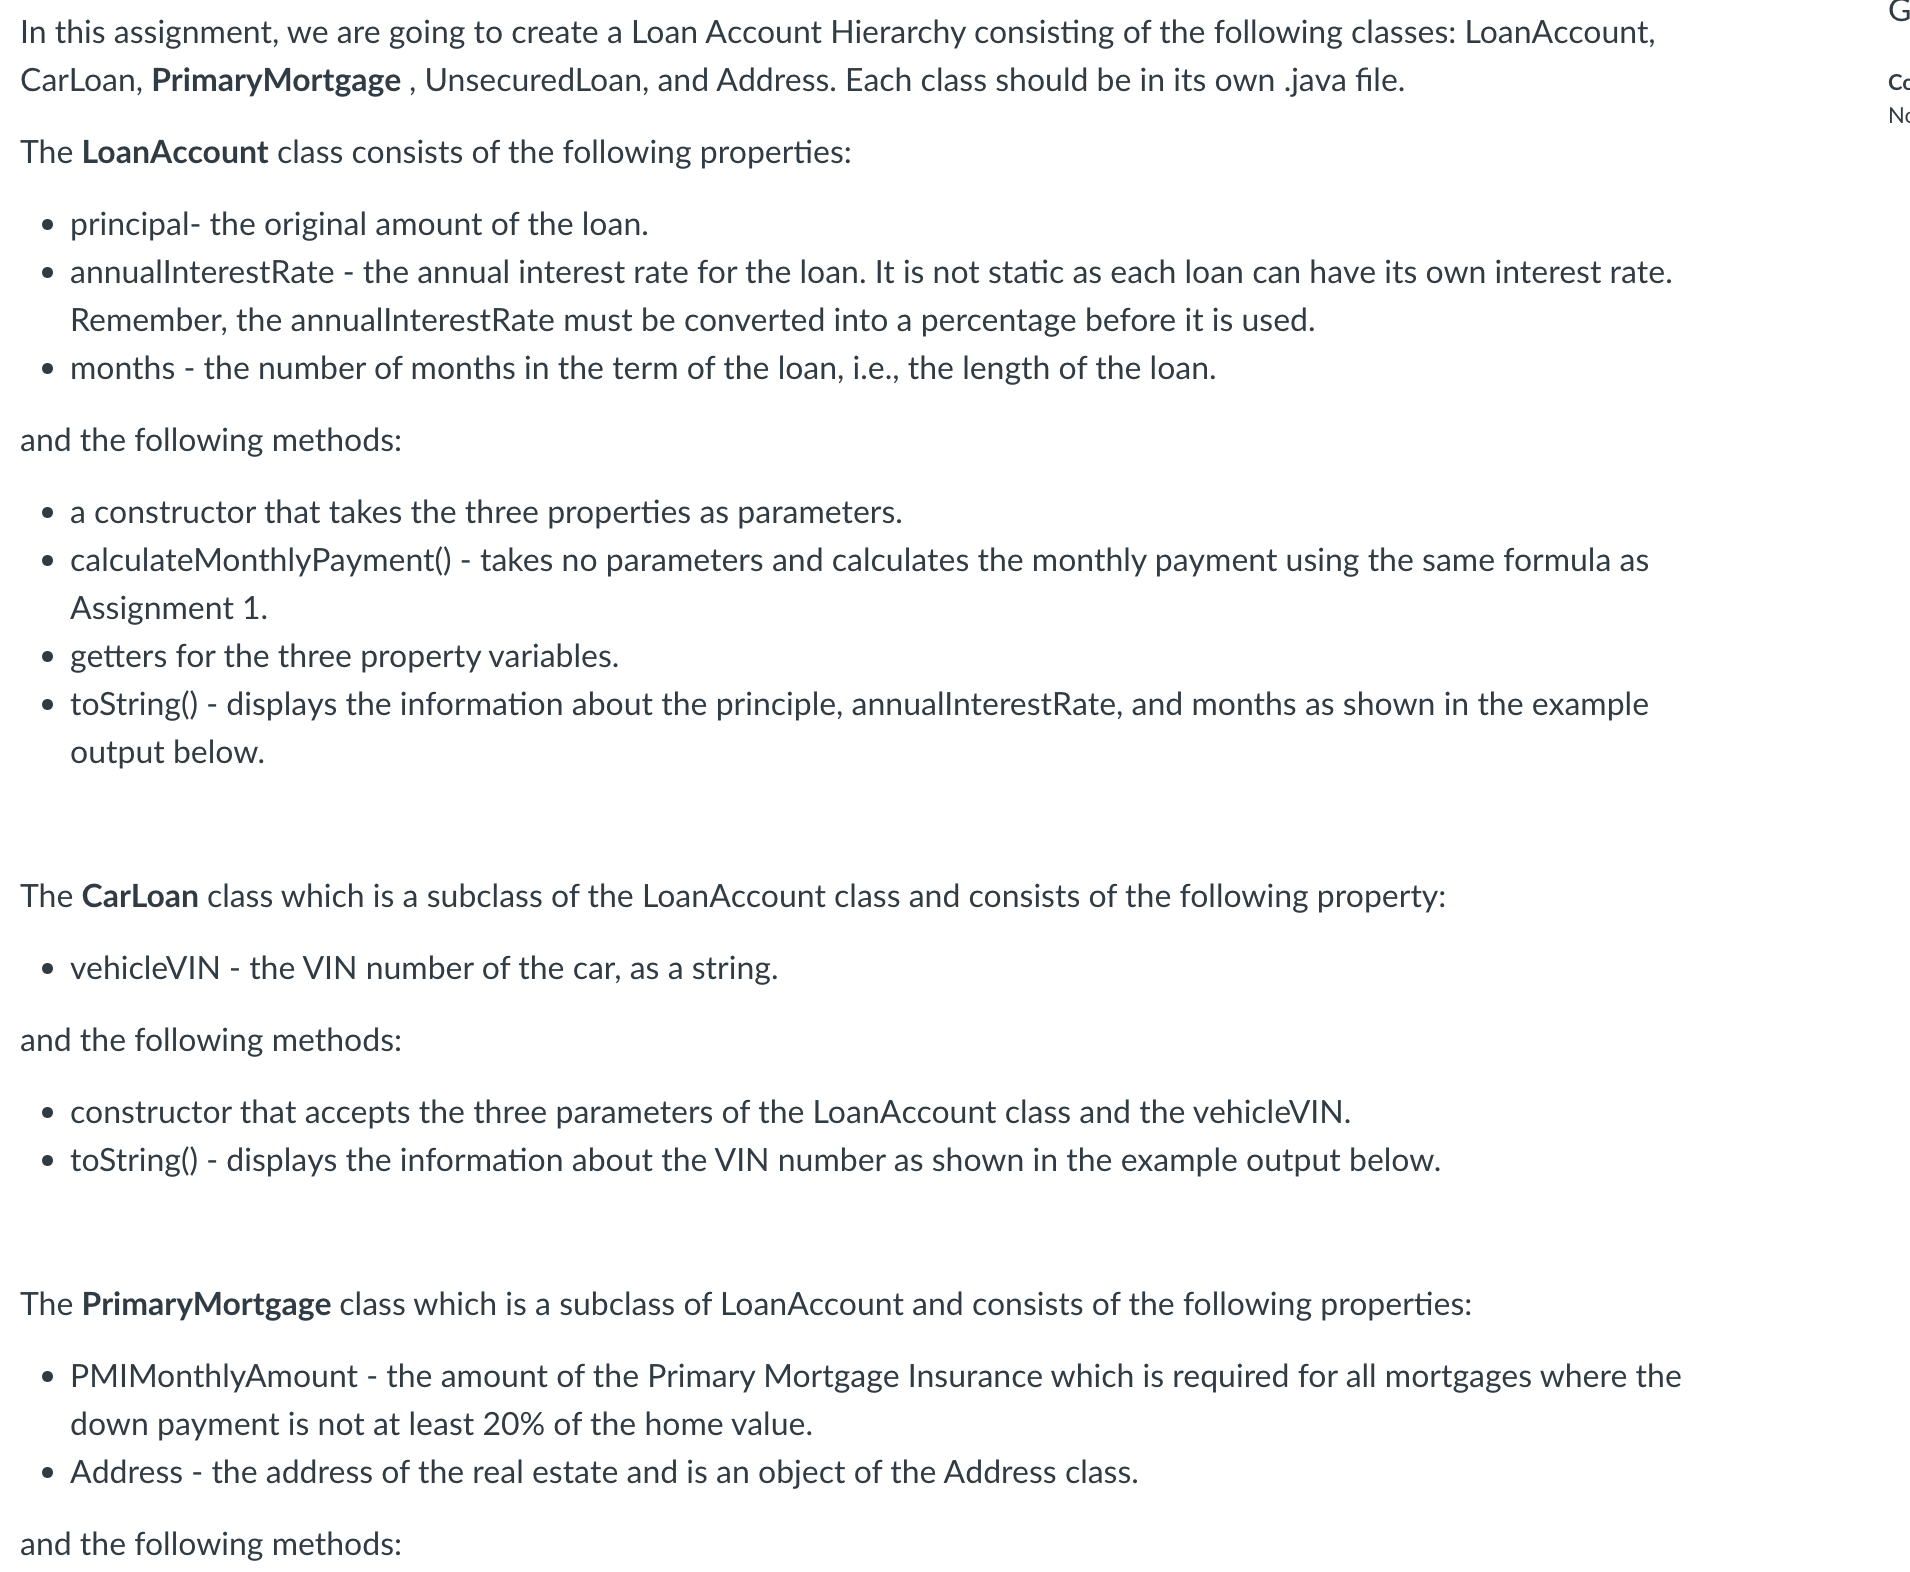 In this assignment, we are going to create a Loan Account Hierarchy consisting of the following classes: LoanAccount,
CarLoan, PrimaryMortgage , UnsecuredLoan, and Address. Each class should be in its own .java file.
The LoanAccount class consists of the following properties:
• principal- the original amount of the loan.
• annualInterestRate - the annual interest rate for the loan. It is not static as each loan can have its own interest rate.
Remember, the annualInterestRate must be converted into a percentage before it is used.
• months - the number of months in the term of the loan, i.e., the length of the loan.
and the following methods:
• a constructor that takes the three properties as parameters.
• calculateMonthlyPayment() - takes no parameters and calculates the monthly payment using the same formula as
Assignment 1.
• getters for the three property variables.
• toString() - displays the information about the principle, annualInterestRate, and months as shown in the example
output below.
The CarLoan class which is a subclass of the LoanAccount class and consists of the following property:
• vehicleVIN - the VIN number of the car, as a string.
and the following methods:
• constructor that accepts the three parameters of the LoanAccount class and the vehicleVIN.
• toString() - displays the information about the VIN number as shown in the example output below.
The PrimaryMortgage class which is a subclass of LoanAccount and consists of the following properties:
• PMIMonthlyAmount - the amount of the Primary Mortgage Insurance which is required for all mortgages where the
down payment is not at least 20% of the home value.
• Address - the address of the real estate and is an object of the Address class.
and the following methods: